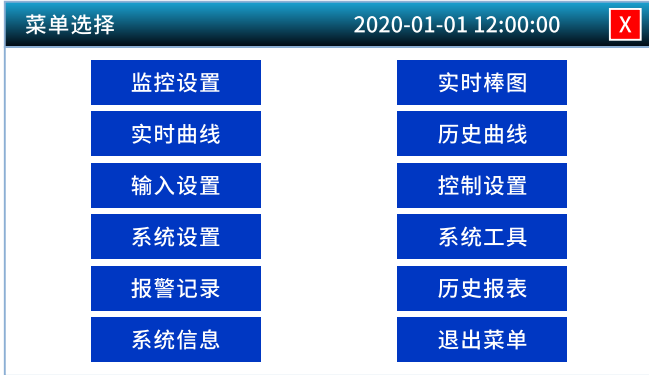 菜单选择 2020-01-01 12:00:00 X
监控设置 实时棒图
实时曲线 历史曲线
输入设置 控制设置
系统设置 系统工具
报警记录 历史报表
系统信息 退出菜单